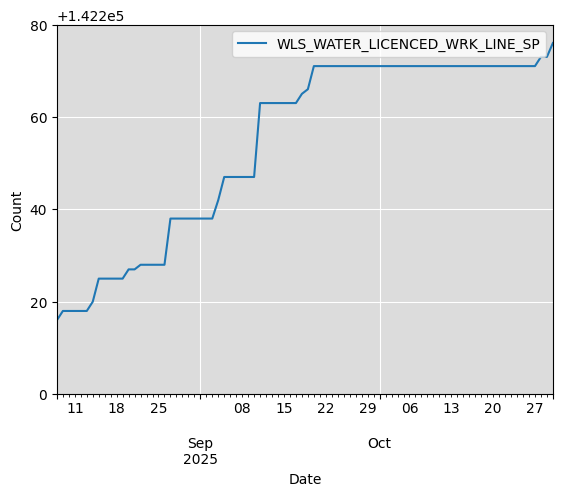 +1.422e5
80
60
40
20
0
Count
WLS_WATER_LICENCED_WRK_LINE_SP
11 18 25 08 15 22 29 06 13 20 27
Sep Oct
2025
Date